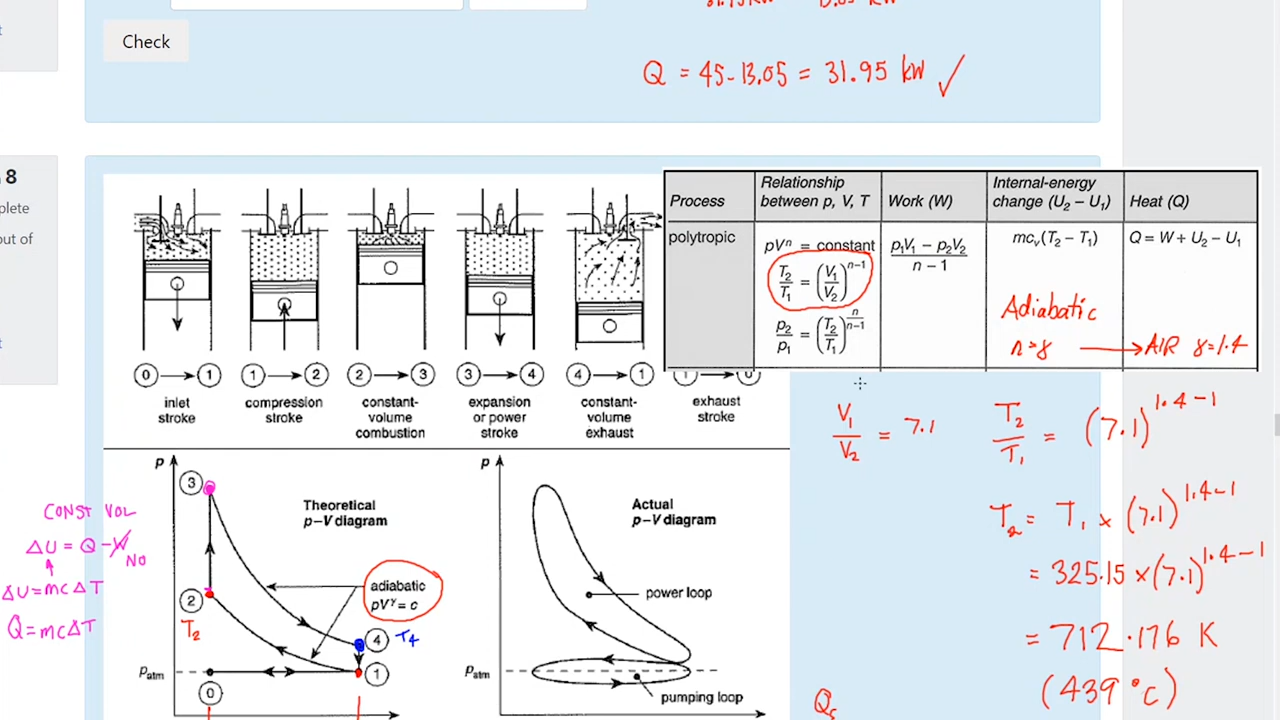 Check
Q = 45 - 13.05 = 31.95 kW ✓
8
plete
out of
Process
Relationship between p, V, T
Work (W)
Internal-energy change (U₂ – U₁)
Heat (Q)
polytropic
pVⁿ = constant
T₂/T₁ = (V₁/V₂)ⁿ⁻¹
p₂/p₁ = (T₂/T₁)^(n/(n-1))
(p₁V₁ – p₂V₂)/(n – 1)
mcᵥ(T₂ – T₁)
Q = W + U₂ – U₁
Adiabatic
n = γ → AIR γ = 1.4
0 → 1
1 → 2
2 → 3
3 → 4
4 → 1
inlet stroke
compression stroke
constant-volume combustion
expansion or power stroke
constant-volume exhaust
exhaust stroke
V₁/V₂ = 7.1
T₂/T₁ = (7.1)^1.4-1
T₂ = T₁ × (7.1)^1.4-1
= 325.15 × (7.1)^1.4-1
= 712.176 K
(439 °C)
CONST VOL
ΔU = Q - W
NO
ΔU = mcΔT
Q = mcΔT
p
3
Theoretical
p–V diagram
adiabatic
pVᵞ = c
2
T₂
4
T₄
p atm
1
0
p
Actual
p–V diagram
power loop
p atm
pumping loop